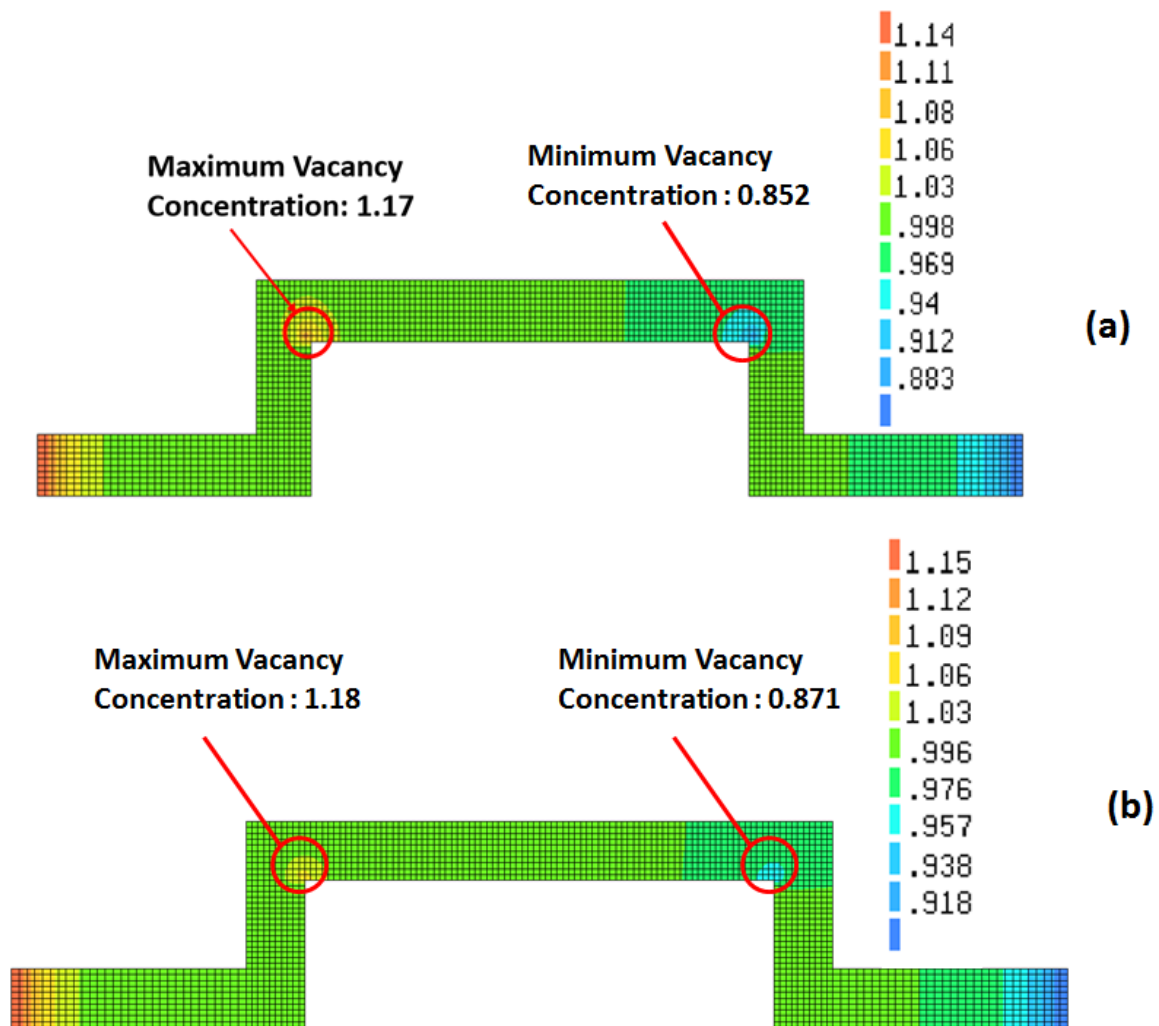 1.14
1.11
1.08
1.06
1.03
.998
.969
.94
.912
.883
Maximum Vacancy
Concentration: 1.17
Minimum Vacancy
Concentration : 0.852
(a)
1.15
1.12
1.09
1.06
1.03
.996
.976
.957
.938
.918
Maximum Vacancy
Concentration : 1.18
Minimum Vacancy
Concentration : 0.871
(b)